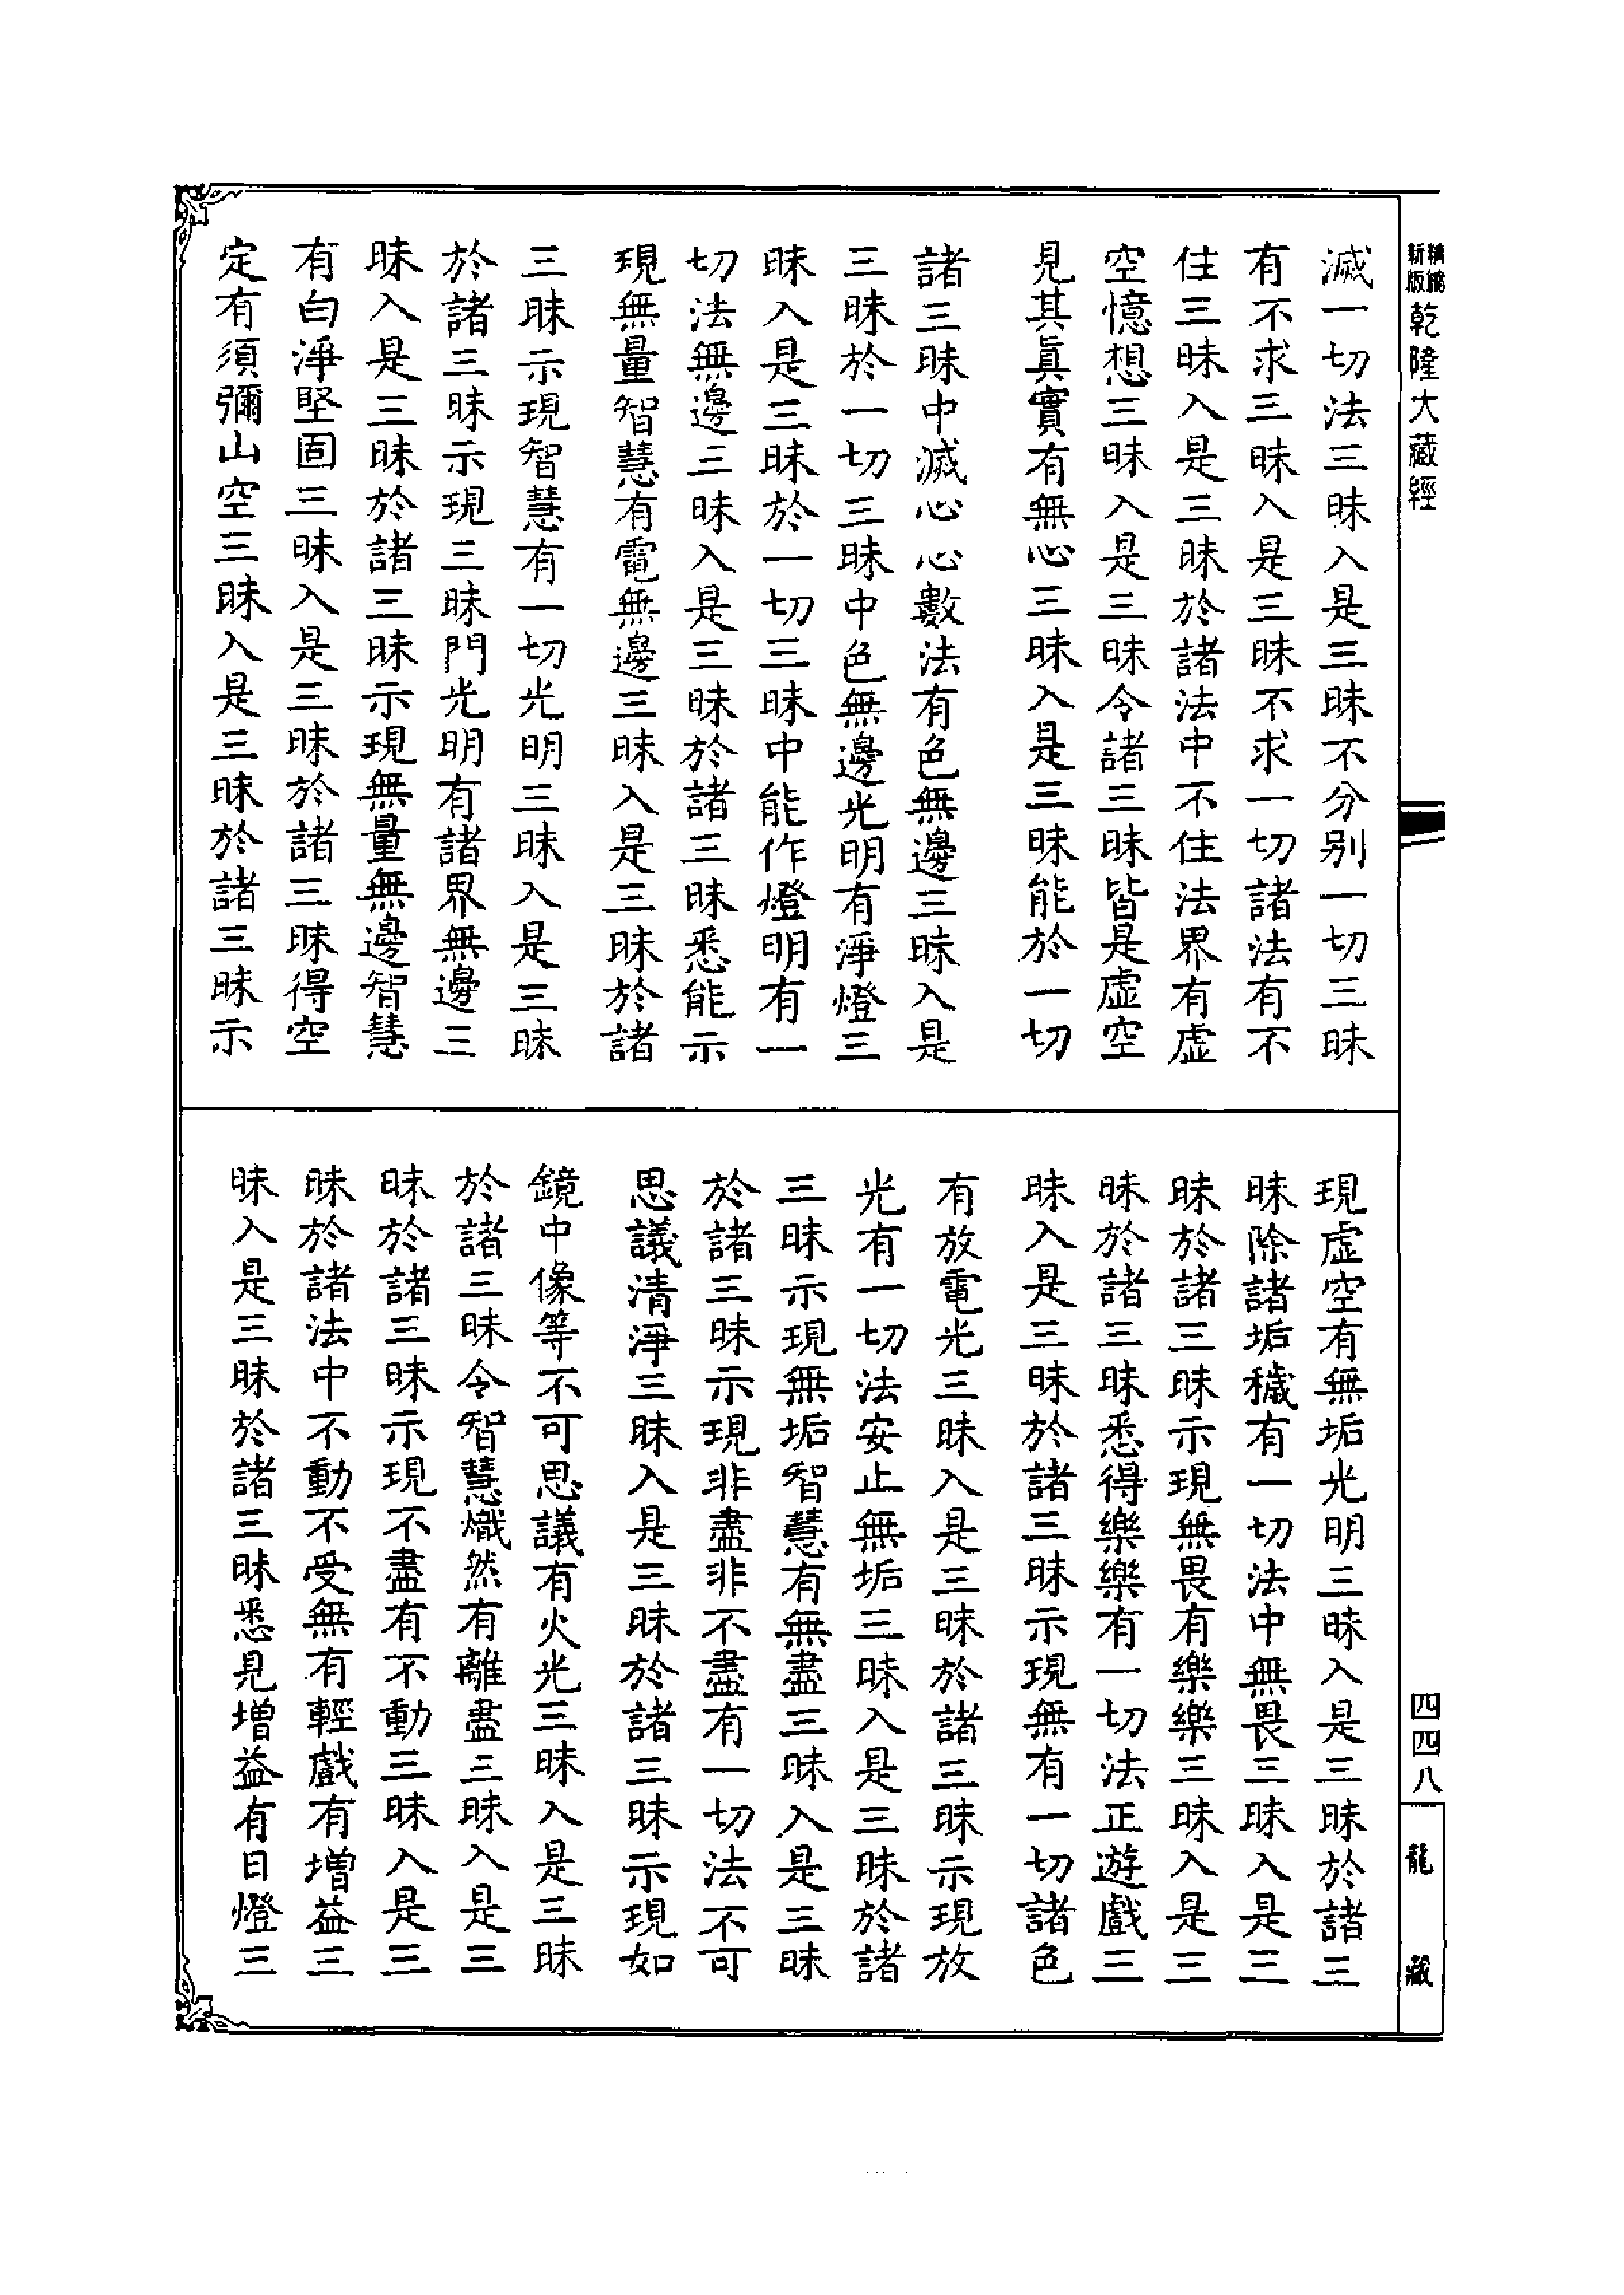 精編
新版
乾隆大藏經
滅一切法三昧入是三昧不分别一切三昧
有不求三昧入是三昧不求一切諸法有不
住三昧入是三昧於諸法中不住法界有虛
空憶想三昧入是三昧令諸三昧皆是虛空
見其眞實有無心三昧入是三昧能於一切
諸三昧中滅心心數法有色無邊三昧入是
三昧於一切三昧中色無邊光明有淨燈三
昧入是三昧於一切三昧中能作燈明有一
切法無邊三昧入是三昧於諸三昧悉能示
現無量智慧有電無邊三昧入是三昧於諸
三昧示現智慧有一切光明三昧入是三昧
於諸三昧示現三昧門光明有諸界無邊三
昧入是三昧於諸三昧示現無量無邊智慧
有白淨堅固三昧入是三昧於諸三昧得空
定有須彌山空三昧入是三昧於諸三昧示
現虛空有無垢光明三昧入是三昧於諸三
昧除諸垢穢有一切法中無畏三昧入是三
昧於諸三昧示現無畏有樂樂三昧入是三
昧於諸三昧悉得樂樂有一切法正遊戲三
昧入是三昧於諸三昧示現無有一切諸色
有放電光三昧入是三昧於諸三昧示現放
光有一切法安止無垢三昧入是三昧於諸
三昧示現無垢智慧有無盡三昧入是三昧
於諸三昧示現非盡非不盡有一切法不可
思議清淨三昧入是三昧於諸三昧示現如
鏡中像等不可思議有火光三昧入是三昧
於諸三昧令智慧熾然有離盡三昧入是三
昧於諸三昧示現不盡有不動三昧入是三
昧於諸法中不動不受無有輕戲有增益三
昧入是三昧於諸三昧悉見增益有日燈三
四四八
龍藏